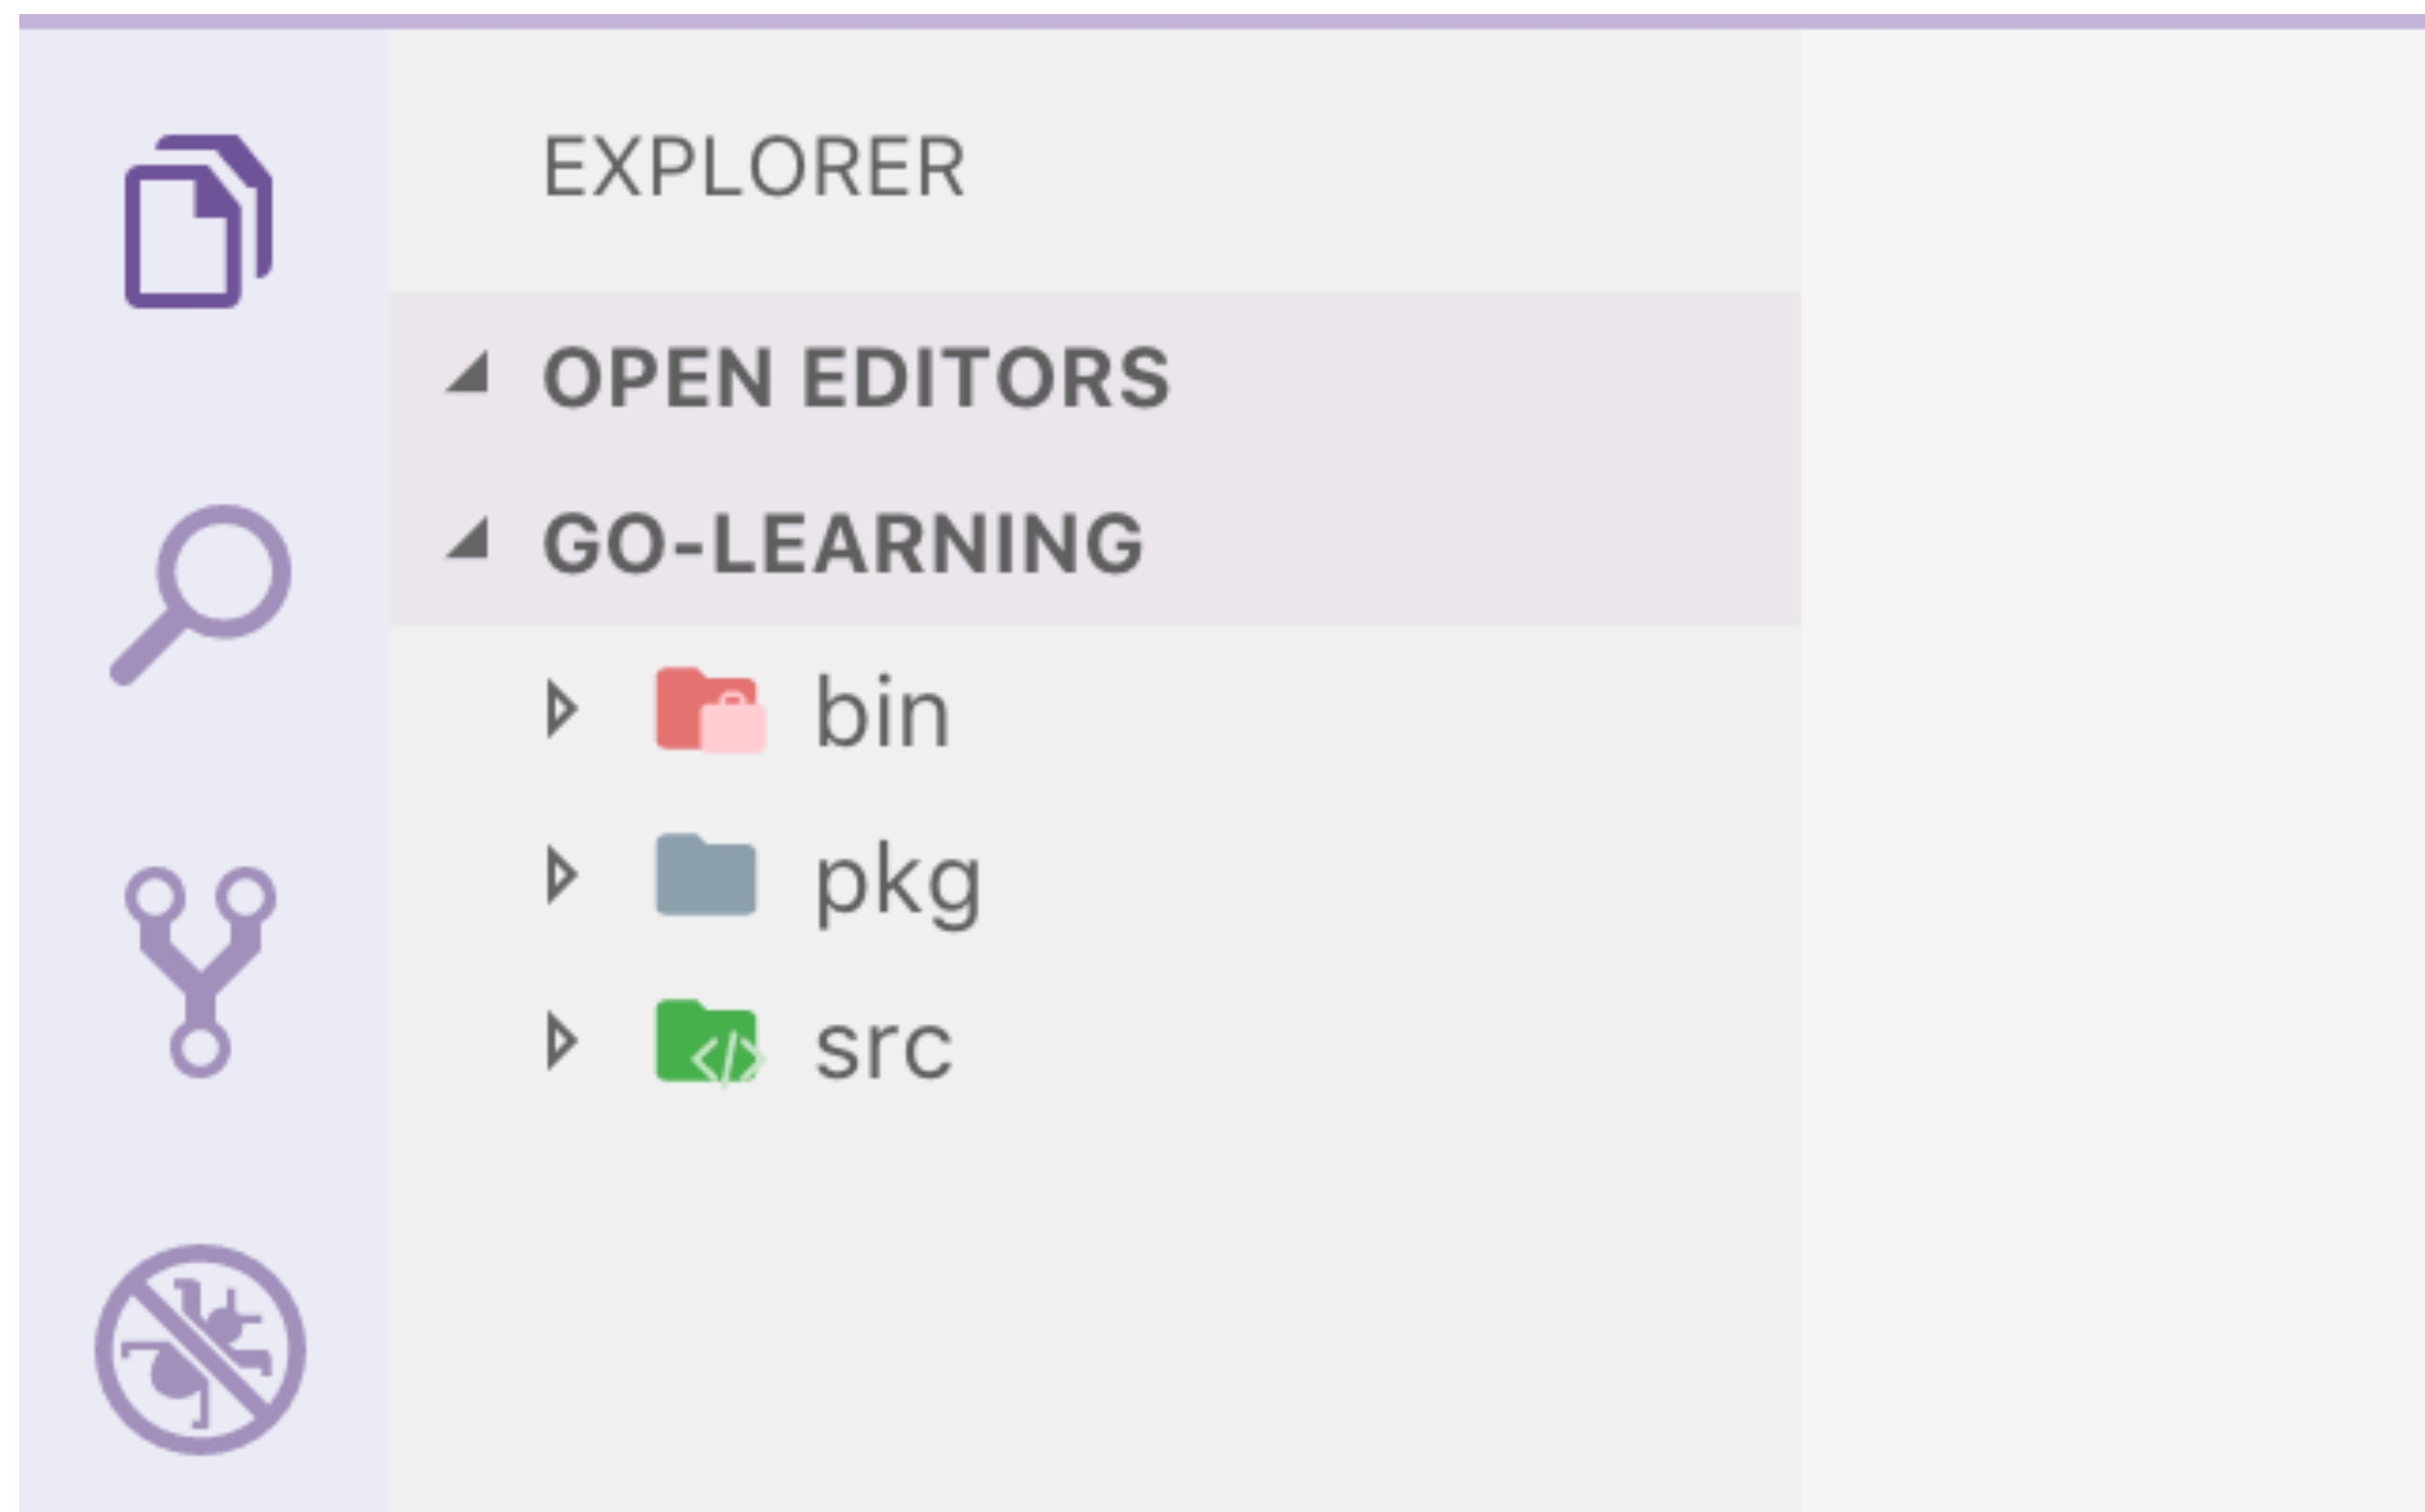 EXPLORER
OPEN EDITORS
GO-LEARNING
bin
pkg
src